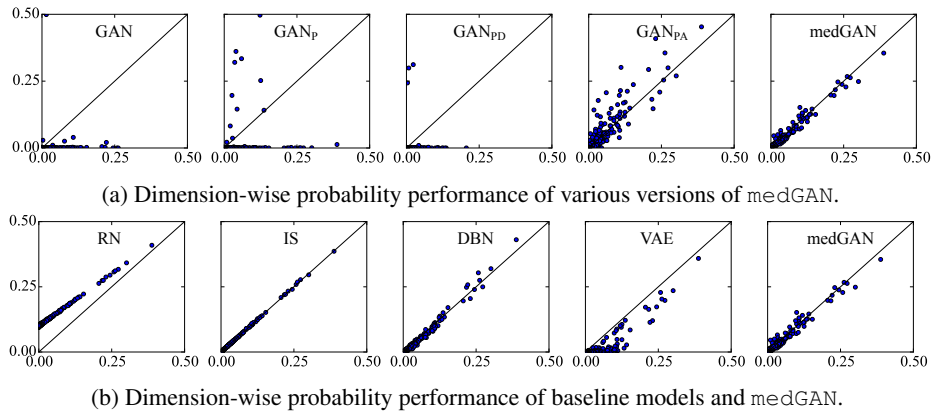 0.50 GAN GAN_P GAN_PD GAN_PA medGAN
0.25
0.00
0.00 0.25 0.50 0.00 0.25 0.50 0.00 0.25 0.50 0.00 0.25 0.50 0.00 0.25 0.50
(a) Dimension-wise probability performance of various versions of medGAN.
0.50 RN IS DBN VAE medGAN
0.25
0.00
0.00 0.25 0.50 0.00 0.25 0.50 0.00 0.25 0.50 0.00 0.25 0.50 0.00 0.25 0.50
(b) Dimension-wise probability performance of baseline models and medGAN.